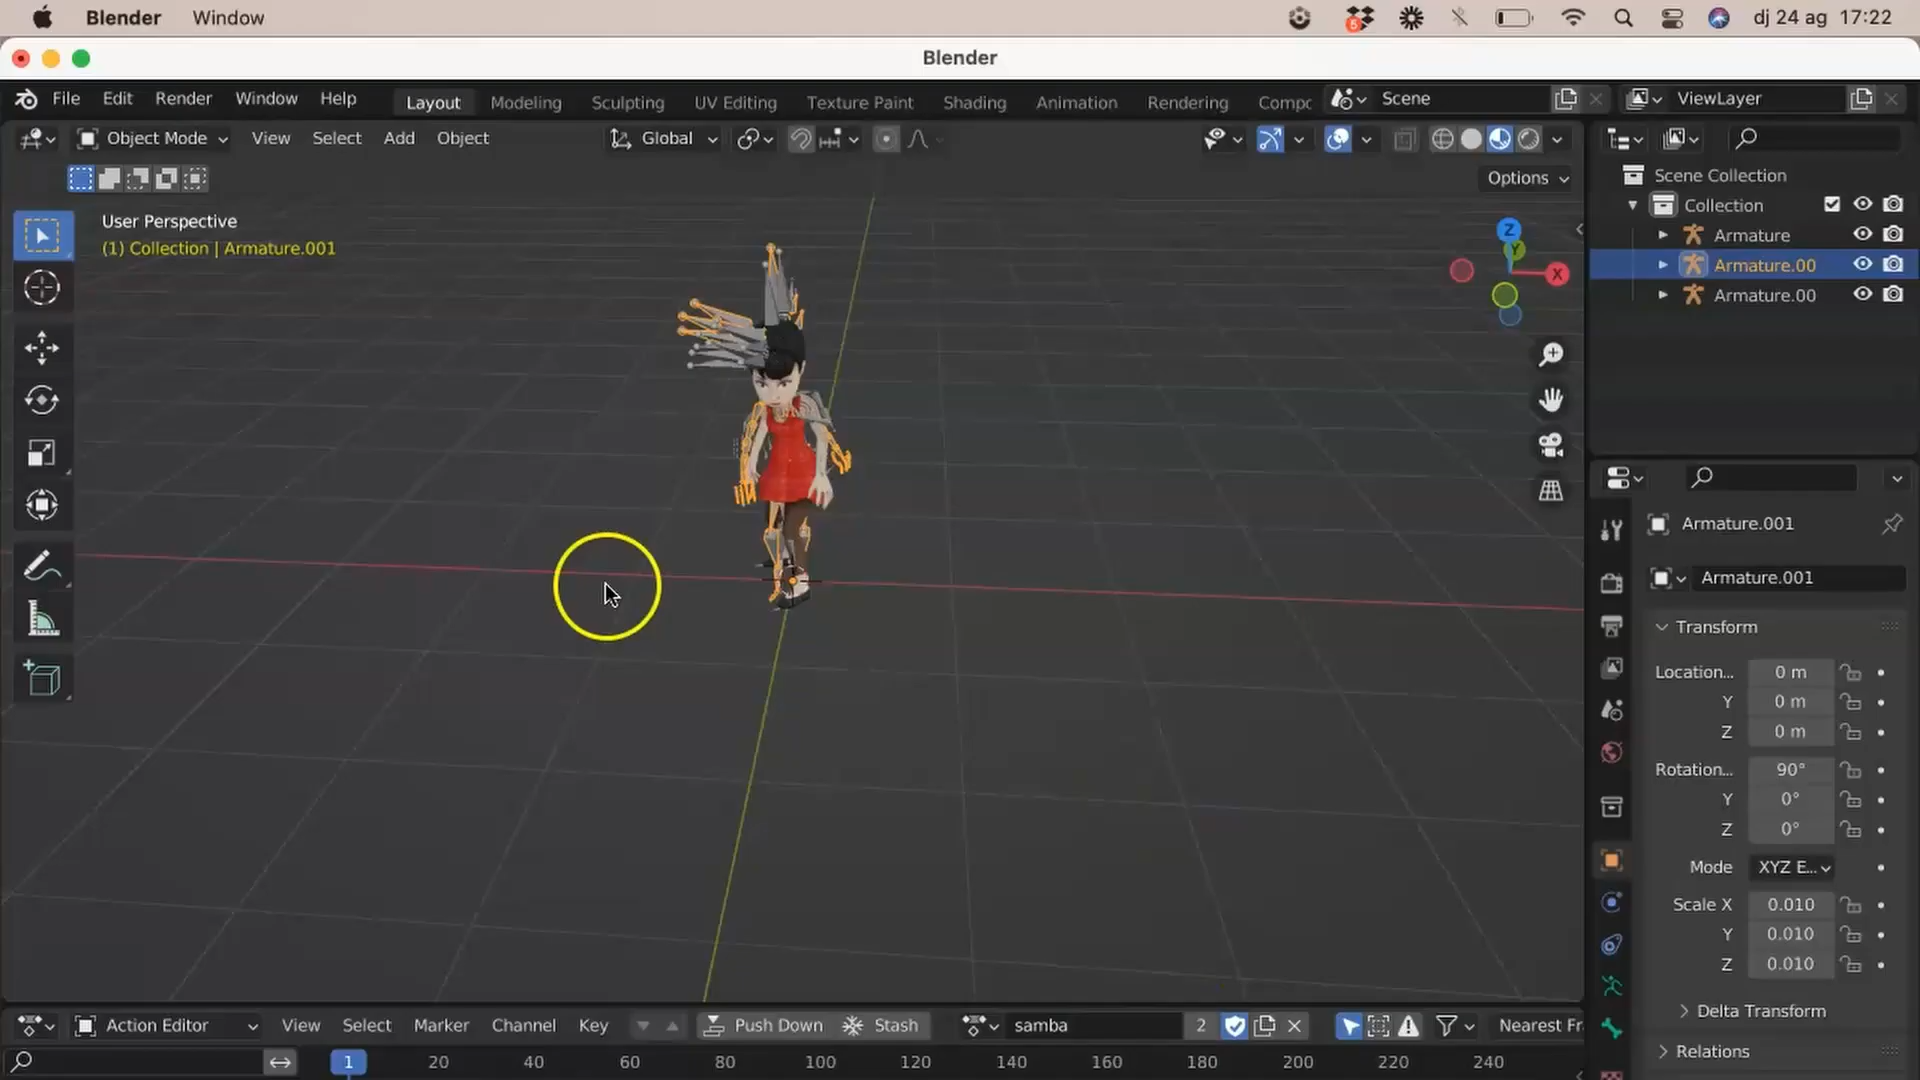 Blender Window dj 24 ag 17:22
Blender
File Edit Render Window Help Layout Modeling Sculpting UV Editing Texture Paint Shading Animation Rendering Compc Scene ViewLayer
Object Mode View Select Add Object Global
Options
User Perspective
(1) Collection | Armature.001
Z
Y
X
Scene Collection
Collection
Armature
Armature.00
Armature.00
Armature.001
Armature.001
Transform
Location... 0 m
Y 0 m
Z 0 m
Rotation... 90°
Y 0°
Z 0°
Mode XYZ E...
Scale X 0.010
Y 0.010
Z 0.010
Delta Transform
Relations
Action Editor View Select Marker Channel Key Push Down Stash samba 2 Nearest Fr
1 20 40 60 80 100 120 140 160 180 200 220 240